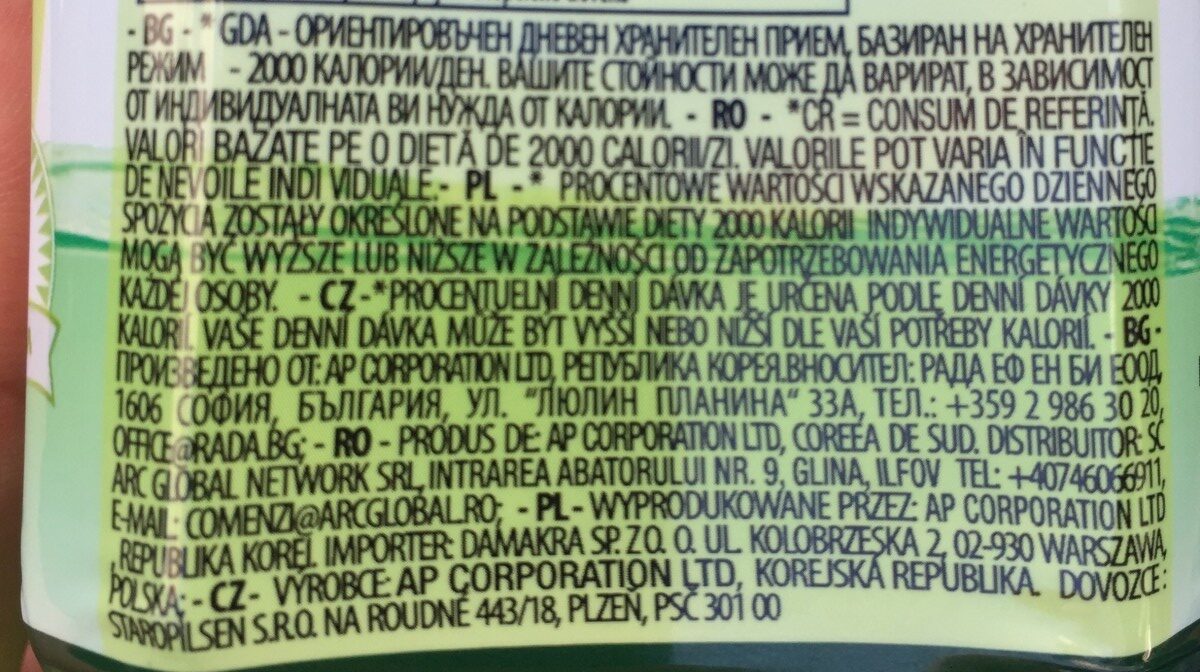 - BG - * GDA - ОРИЕНТИРОВЪЧЕН ДНЕВЕН ХРАНИТЕЛЕН ПРИЕМ, БАЗИРАН НА ХРАНИТЕЛЕН
РЕЖИМ - 2000 КАЛОРИИ/ДЕН. ВАШИТЕ СТОЙНОСТИ МОЖЕ ДА ВАРИРАТ, В ЗАВИСИМОСТ
ОТ ИНДИВИДУАЛНАТА ВИ НУЖДА ОТ КАЛОРИИ. - RO - *CR = CONSUM DE REFERINȚĂ.
VALORI BAZATE PE O DIETĂ DE 2000 CALORII/ZI. VALORILE POT VARIA ÎN FUNCȚIE
DE NEVOILE INDI VIDUALE.- PL - * PROCENTOWE WARTOŚCI WSKAZANEGO DZIENNEGO
SPOŻYCIA ZOSTAŁY OKREŚLONE NA PODSTAWIE DIETY 2000 KALORII INDYWIDUALNE WARTOŚCI
MOGĄ BYĆ WYŻSZE LUB NIŻSZE W ZALEŻNOŚCI OD ZAPOTRZEBOWANIA ENERGETYCZNEGO
KAŻDEJ OSOBY. - CZ -*PROCENTUELNÍ DENNÍ DÁVKA JE URČENA PODLE DENNÍ DÁVKY 2000
KALORIÍ. VAŠE DENNÍ DÁVKA MŮŽE BÝT VYŠŠÍ NEBO NIŽŠÍ DLE VAŠÍ POTŘEBY KALORIÍ. - BG -
ПРОИЗВЕДЕНО ОТ: AP CORPORATION LTD, РЕПУБЛИКА КОРЕЯ.ВНОСИТЕЛ: РАДА ЕФ ЕН БИ ЕООД,
1606 СОФИЯ, БЪЛГАРИЯ, УЛ. "ЛЮЛИН ПЛАНИНА" 33А, ТЕЛ.: +359 2 986 30 20,
OFFICE@RADA.BG; - RO - PRODUS DE: AP CORPORATION LTD, COREEA DE SUD. DISTRIBUITOR: SC
ARC GLOBAL NETWORK SRL, INTRAREA ABATORULUI NR. 9, GLINA, ILFOV TEL: +40746066911,
E-MAIL: COMENZI@ARCGLOBAL.RO; - PL - WYPRODUKOWANE PRZEZ: AP CORPORATION LTD
, REPUBLIKA KOREI. IMPORTER: DAMAKRA SP. Z O. O. UL. KOLOBRZESKA 2, 02-930 WARSZAWA,
POLSKA; - CZ - VÝROBCE: AP CORPORATION LTD, KOREJSKÁ REPUBLIKA. DOVOZCE:
STAROPILSEN S.R.O. NA ROUDNÉ 443/18, PLZEŇ, PSČ 301 00